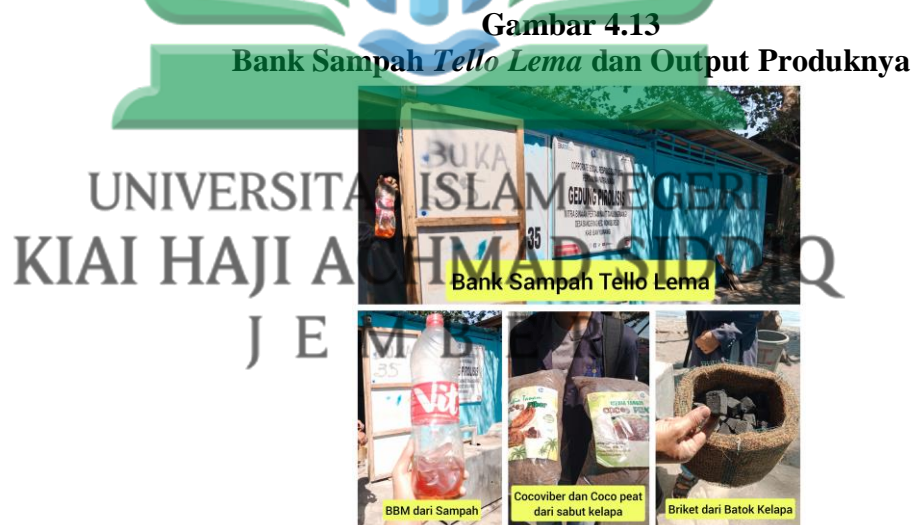 Gambar 4.13
Bank Sampah Tello Lema dan Output Produknya
UNIVERSITAS ISLAM NEGERI
KIAI HAJI ACHMAD SIDDIQ
JEMBER
BUKA
GEDUNG PIROLISIS
35
Bank Sampah Tello Lema
35
Vit
BBM dari Sampah
Cocoviber dan Coco peat
dari sabut kelapa
Briket dari Batok Kelapa